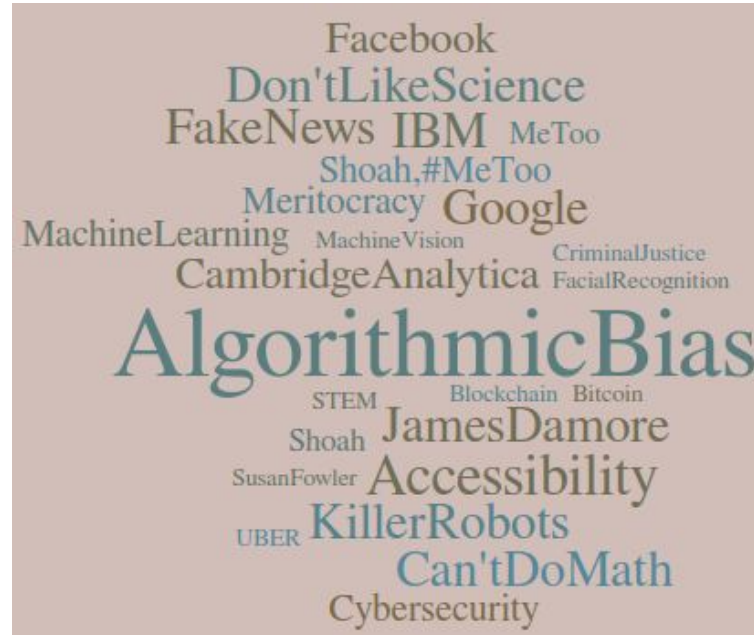 Facebook
Don'tLikeScience
FakeNews IBM MeToo
Shoah,#MeToo
Meritocracy Google
MachineLearning MachineVision CriminalJustice
CambridgeAnalytica FacialRecognition
AlgorithmicBias
STEM Blockchain Bitcoin
Shoah JamesDamore
SusanFowler Accessibility
UBER KillerRobots
Can'tDoMath
Cybersecurity